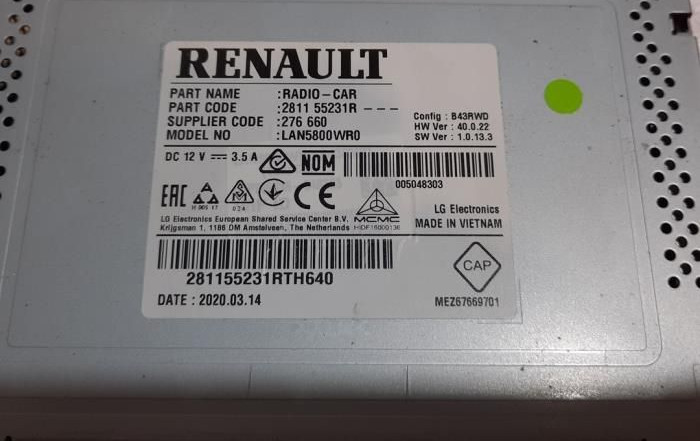 RENAULT
PART NAME :RADIO-CAR
PART CODE :2811 55231R ---
SUPPLIER CODE :276 660
MODEL NO :LAN5800WR0
Config : B43RWD
HW Ver : 40.0.22
SW Ver : 1.0.13.3
DC 12 V ⎓ 3.5 A
NOM
005048303
EAC
MCMC
LG Electronics European Shared Service Center B.V.
Krijgsman 1, 1186 DM Amstelveen, The Netherlands
LG Electronics
MADE IN VIETNAM
281155231RTH640
CAP
DATE : 2020.03.14
MEZ67669701